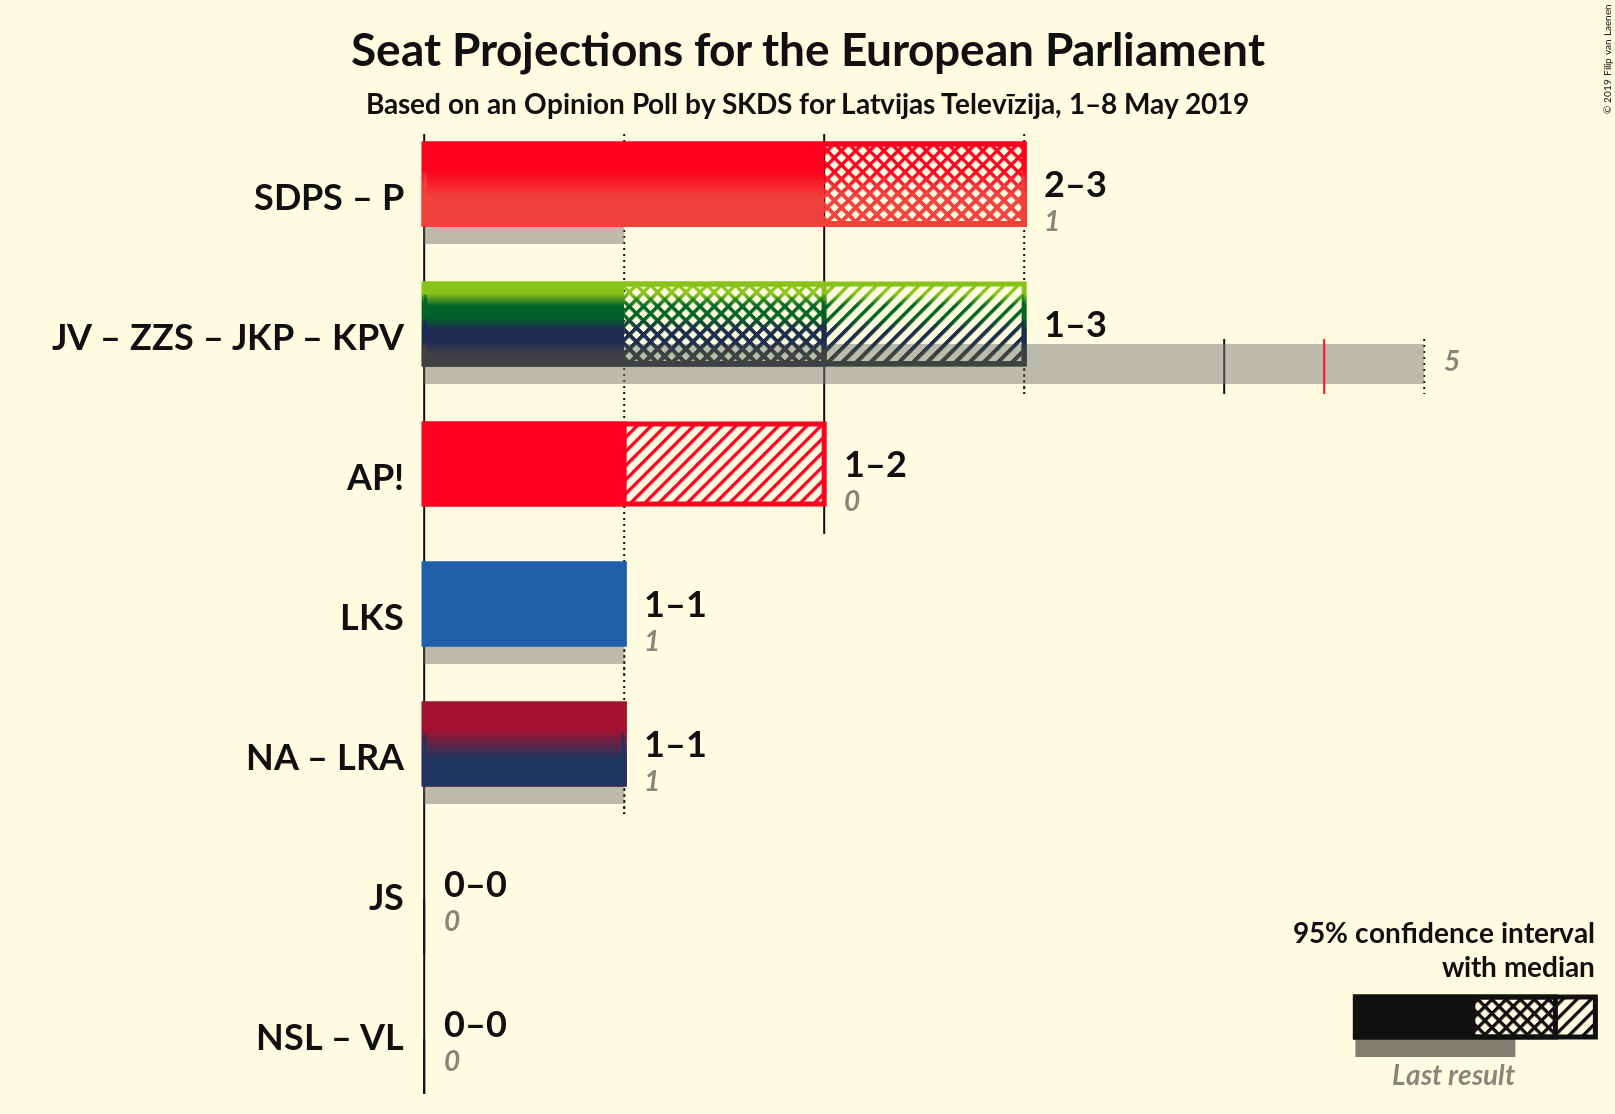 Seat Projections for the European Parliament
Based on an Opinion Poll by SKDS for Latvijas Televīzija, 1–8 May 2019
© 2019 Filip van Laenen
SDPS – P
2–3
1
JV – ZZS – JKP – KPV
1–3
5
AP!
1–2
0
LKS
1–1
1
NA – LRA
1–1
1
JS
0–0
0
NSL – VL
0–0
0
95% confidence interval
with median
Last result